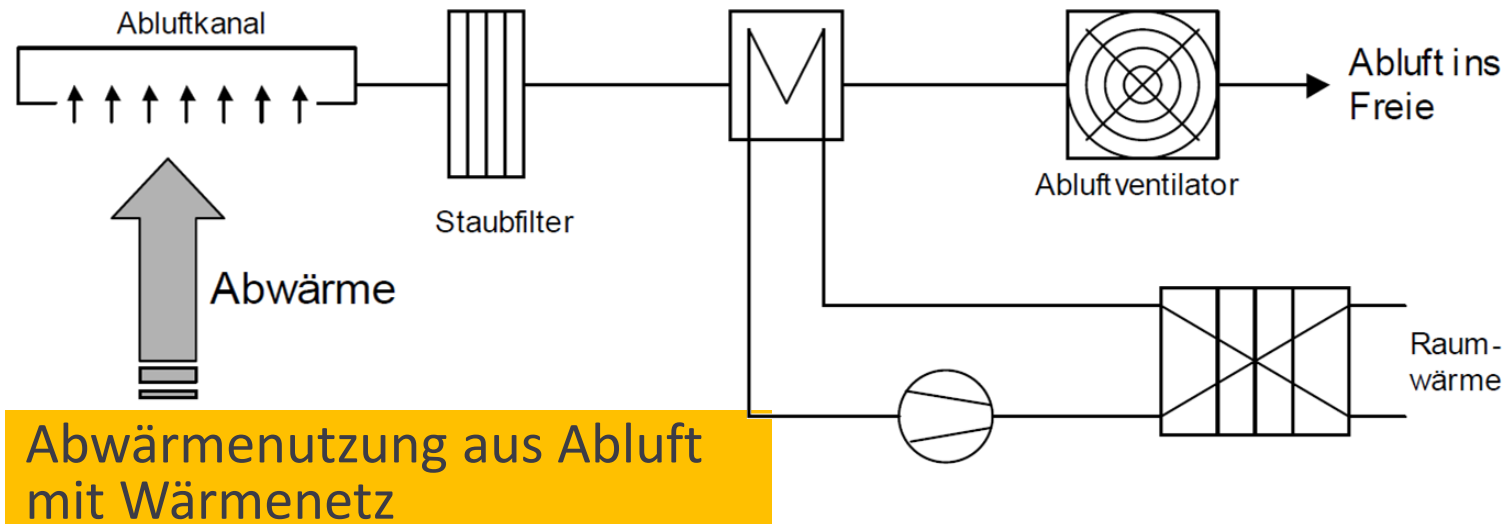 Abluftkanal
Abluft ins
Freie
Abluftventilator
Staubfilter
Abwärme
Raum-
wärme
Abwärmenutzung aus Abluft
mit Wärmenetz